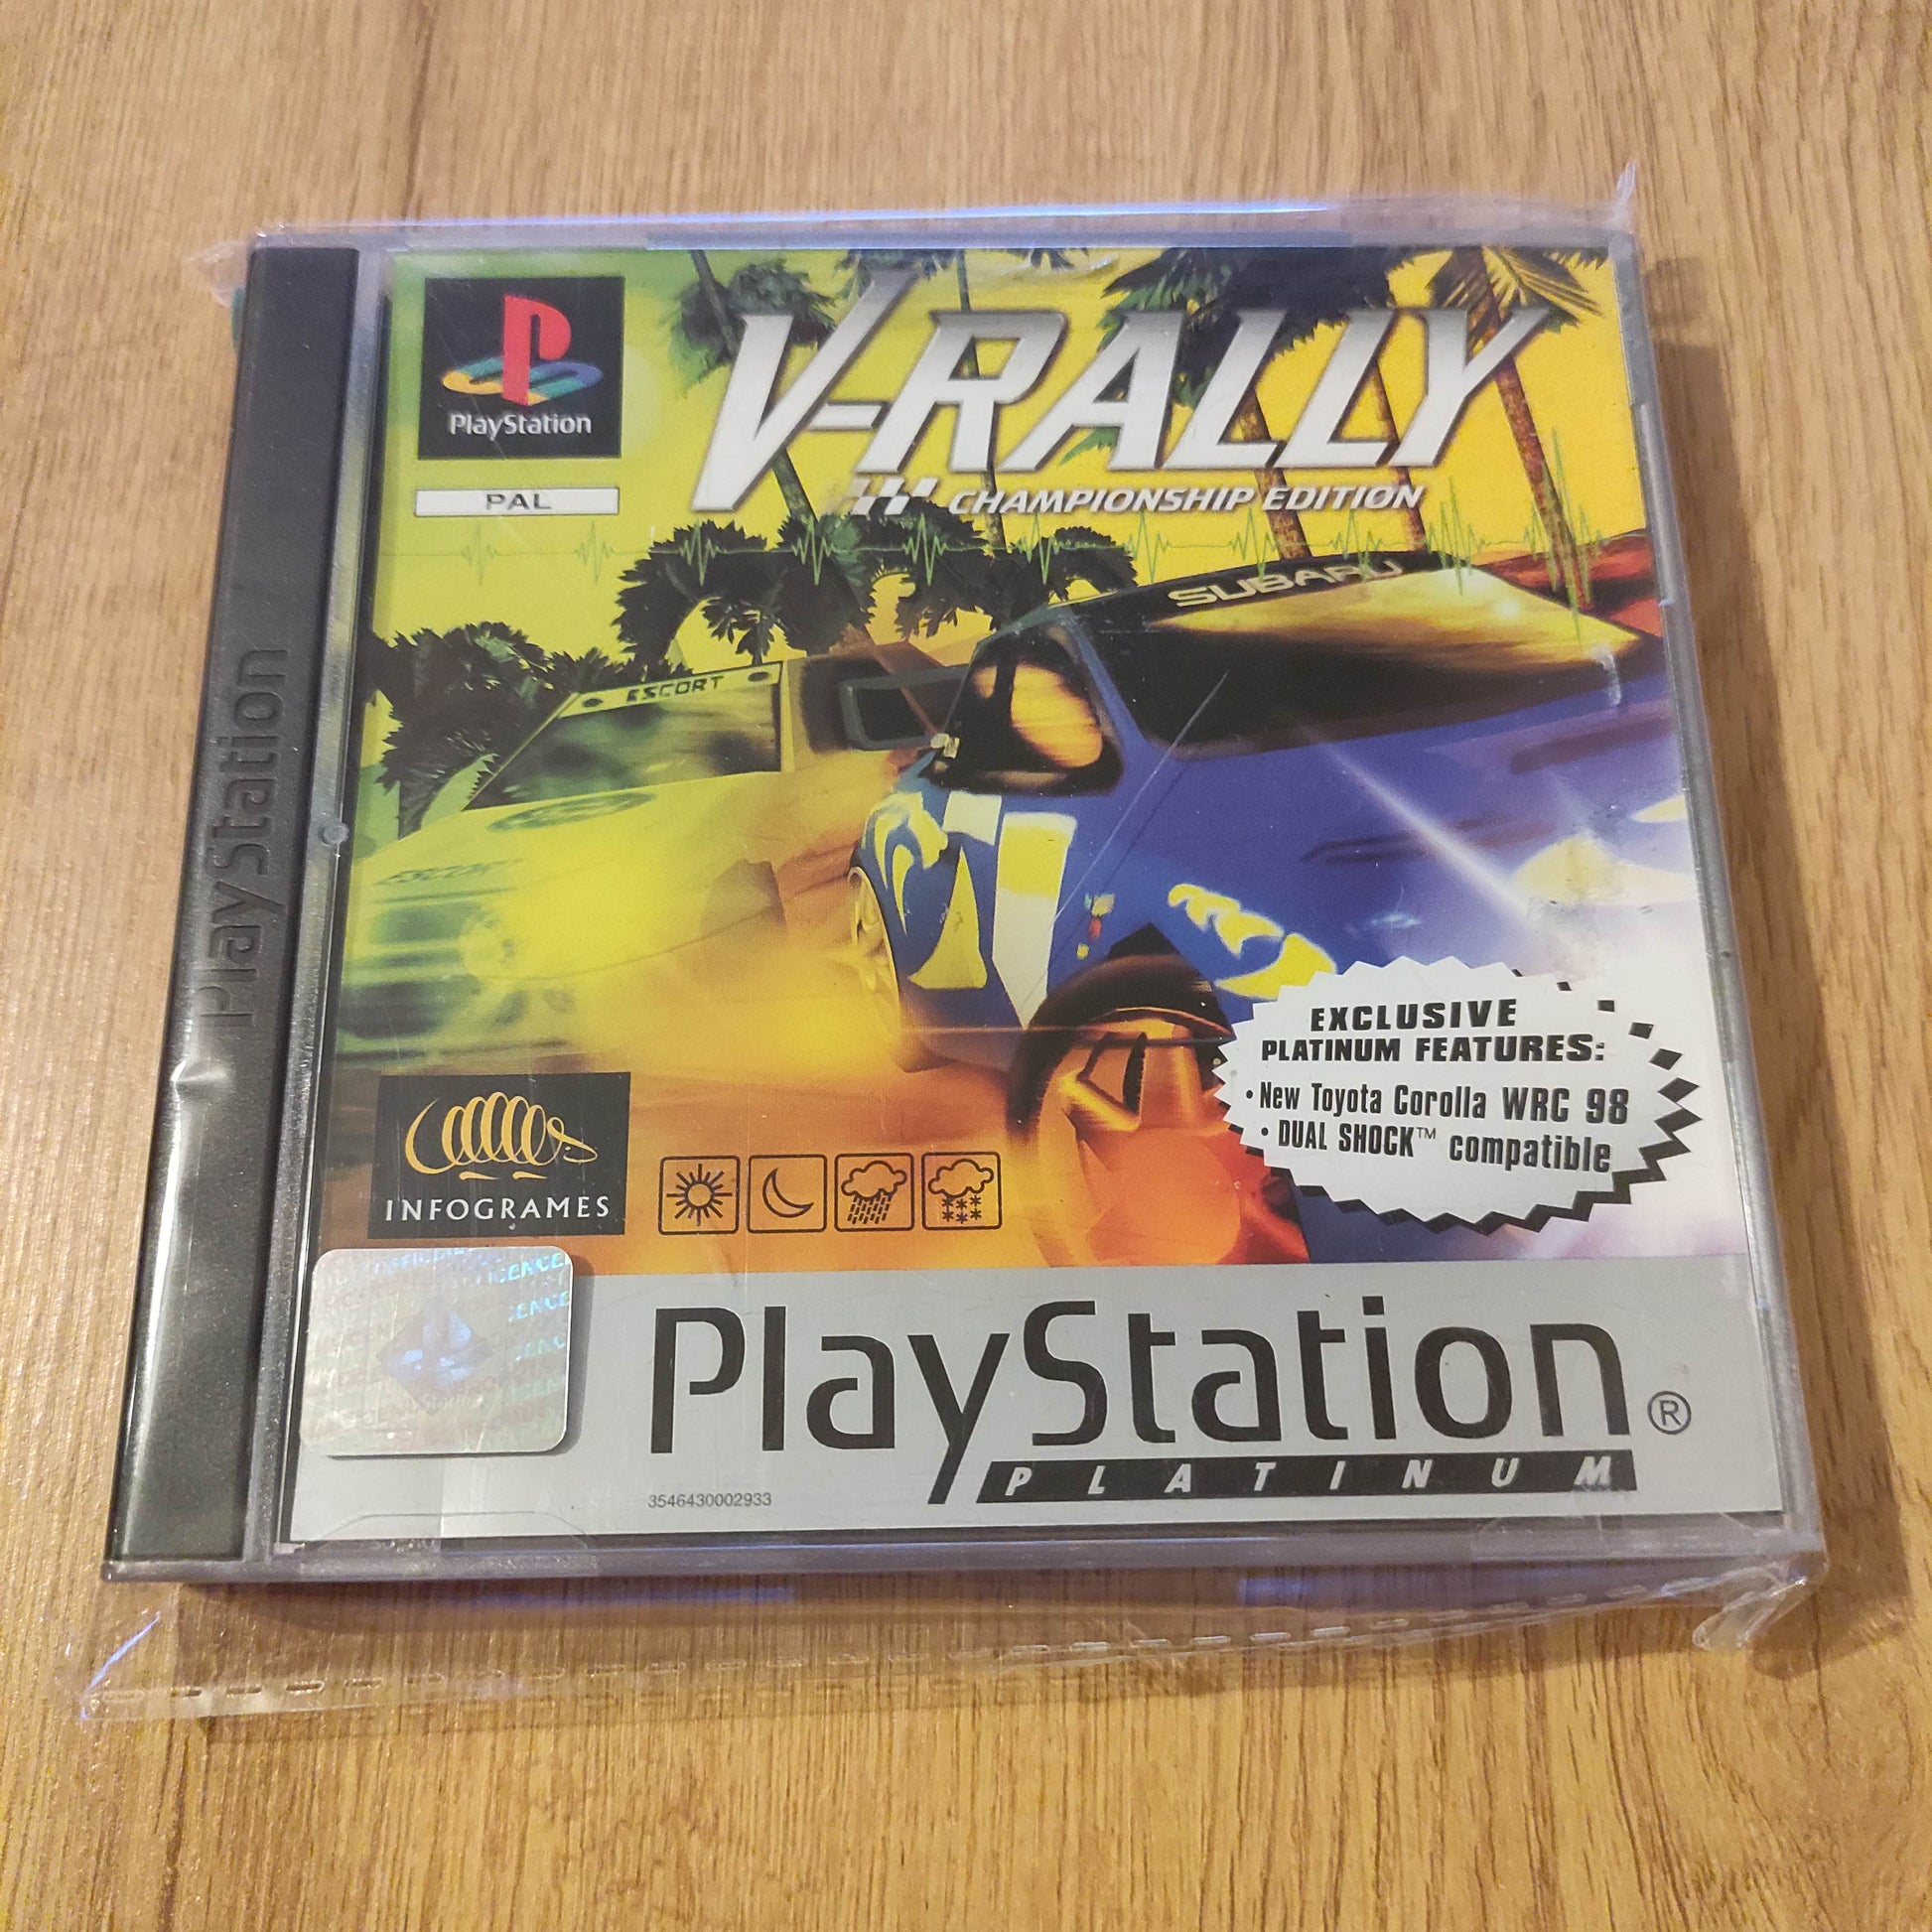 PlayStation
PlayStation
PAL
V-RALLY
CHAMPIONSHIP EDITION
SUBARU
ESCORT
ESCORT
EXCLUSIVE
PLATINUM FEATURES:
• New Toyota Corolla WRC 98
• DUAL SHOCK™ compatible
INFOGRAMES
PlayStation®
PLATINUM
3546430002933